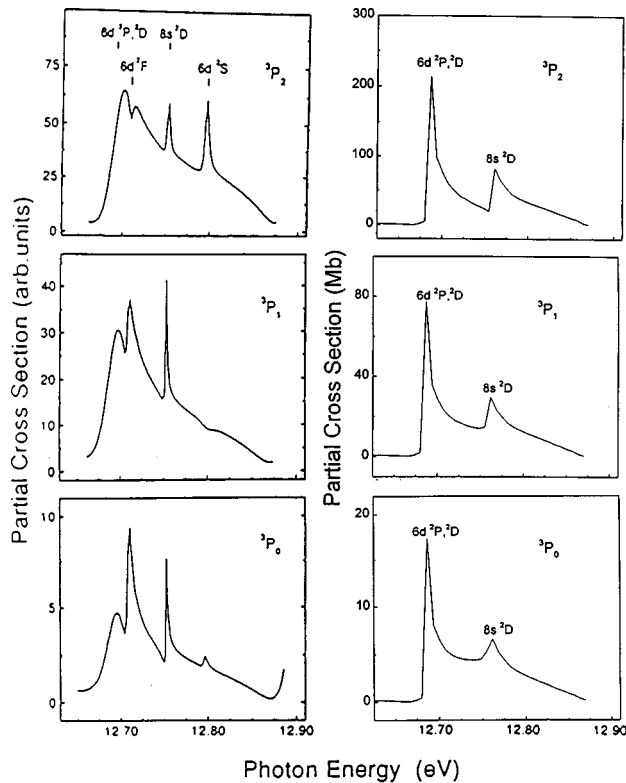 6d ²P,²D 8s ²D
6d ²F 6d ²S
³P₂
75
50
25
0
6d ²P,²D
³P₂
8s ²D
300
200
100
0
Partial Cross Section (arb.units)
³P₁
40
30
20
10
0
Partial Cross Section (Mb)
6d ²P,²D
³P₁
8s ²D
80
40
0
³P₀
10
5
0
12.70 12.80 12.90
6d ²P,²D
³P₀
8s ²D
20
10
0
12.70 12.80 12.90
Photon Energy (eV)